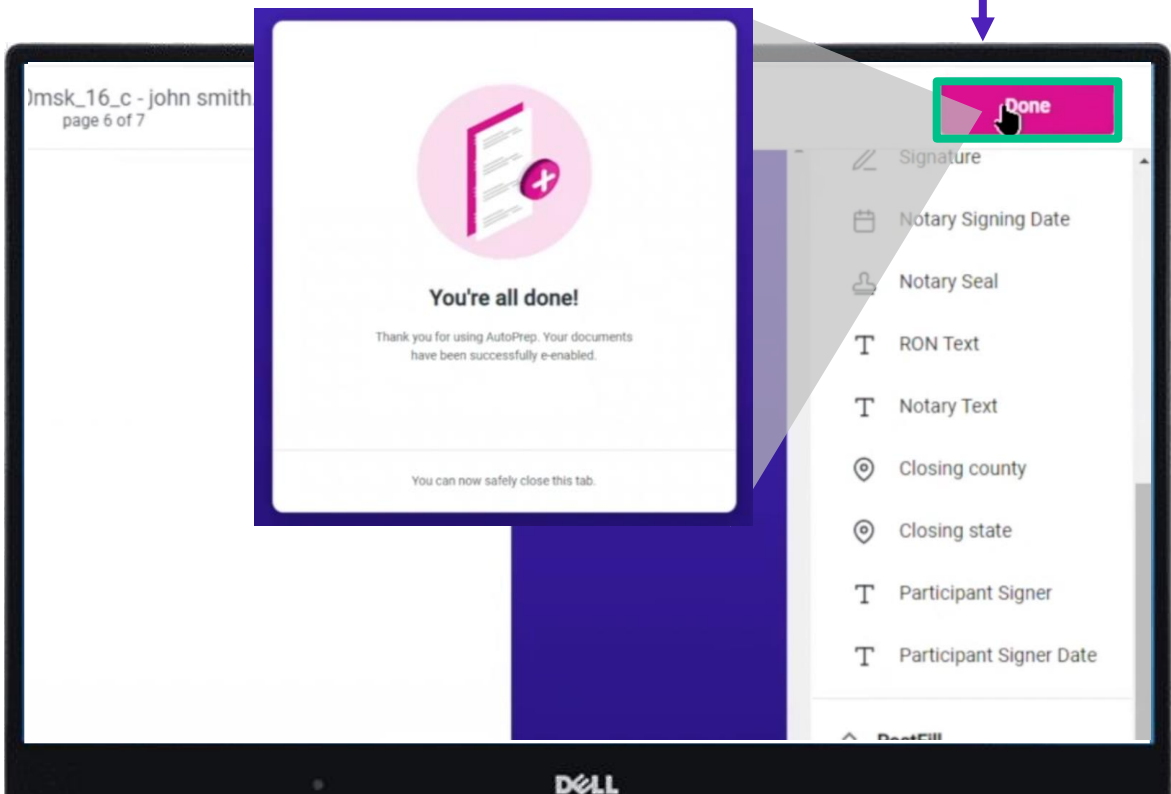 )msk_16_c - john smith.
page 6 of 7
Done
You're all done!
Thank you for using AutoPrep. Your documents
have been successfully e-enabled.
You can now safely close this tab.
Signature
Notary Signing Date
Notary Seal
RON Text
Notary Text
Closing county
Closing state
Participant Signer
Participant Signer Date
DELL